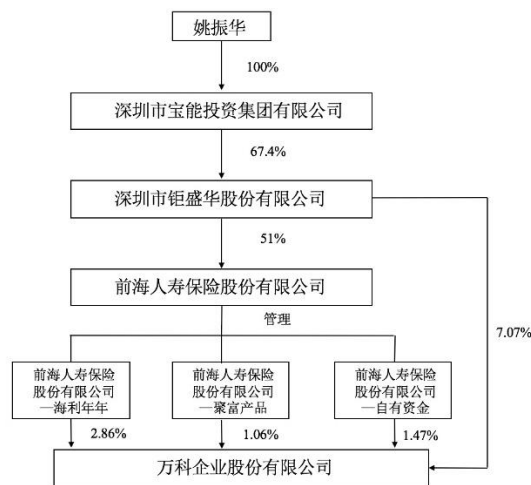 姚振华
100%
深圳市宝能投资集团有限公司
67.4%
深圳市钜盛华股份有限公司
51%
前海人寿保险股份有限公司
管理
7.07%
前海人寿保险
股份有限公司
—海利年年
前海人寿保险
股份有限公司
—聚富产品
前海人寿保险
股份有限公司
—自有资金
2.86%
1.06%
1.47%
万科企业股份有限公司